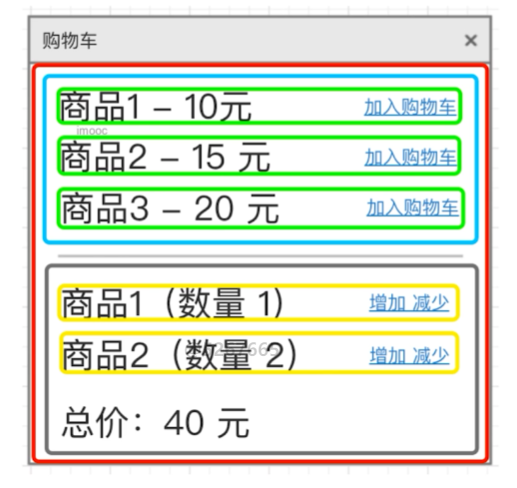 购物车 ×
商品1 – 10元 加入购物车
imooc
商品2 – 15 元 加入购物车
商品3 – 20 元 加入购物车
商品1（数量 1） 增加 减少
商品2（数量 2） 增加 减少
总价：40 元